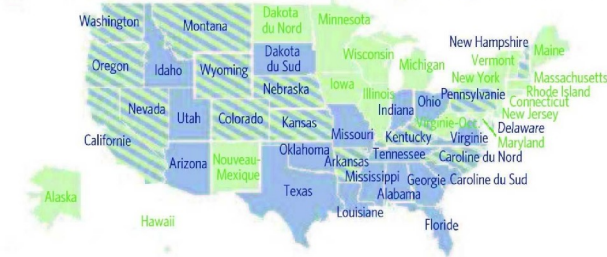 Washington
Montana
Dakota
du Nord
Minnesota
Oregon
Idaho
Wyoming
Dakota
du Sud
Wisconsin
Michigan
New Hampshire
Vermont
Maine
New York
Massachusetts
Rhode Island
Connecticut
New Jersey
Nebraska
Iowa
Illinois
Indiana
Ohio
Pennsylvanie
Nevada
Utah
Colorado
Kansas
Missouri
Kentucky
Virginie-Occ.
Virginie
Delaware
Maryland
Californie
Arizona
Nouveau-
Mexique
Oklahoma
Arkansas
Tennessee
Caroline du Nord
Texas
Mississippi
Alabama
Georgie
Caroline du Sud
Louisiane
Floride
Alaska
Hawaii